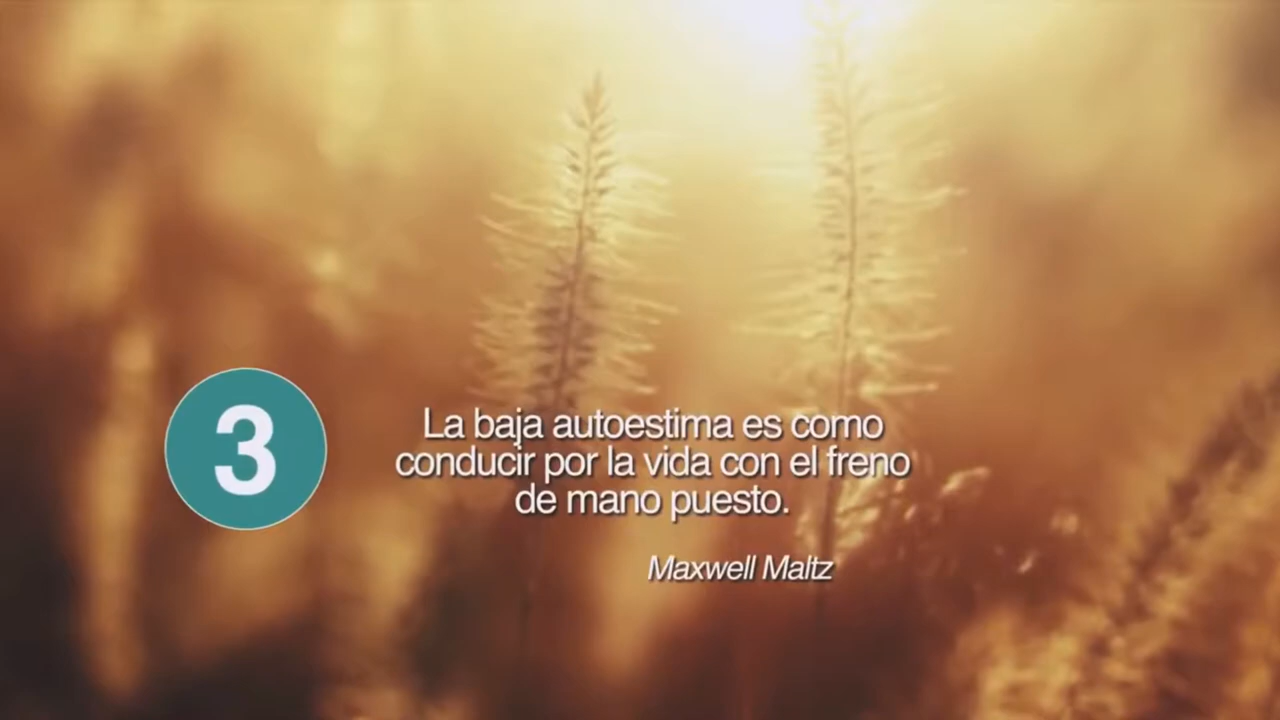 3
La baja autoestima es como
conducir por la vida con el freno
de mano puesto.
Maxwell Maltz